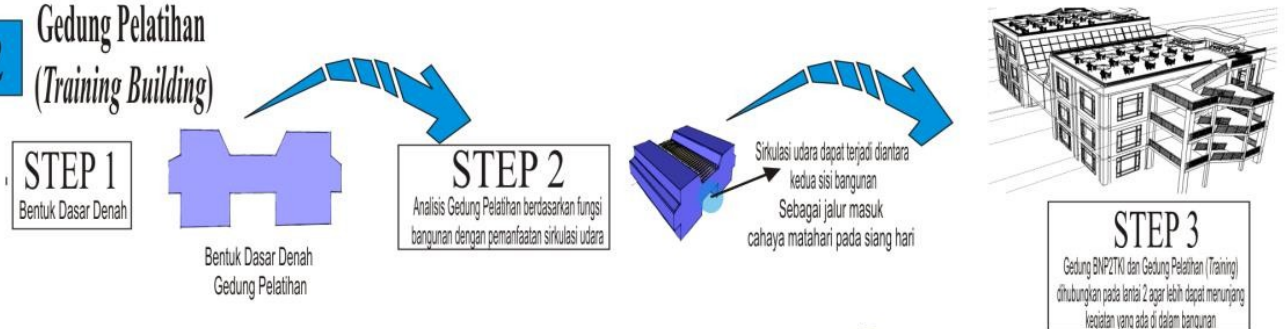 Gedung Pelatihan
(Training Building)
STEP 1
Bentuk Dasar Denah
Bentuk Dasar Denah
Gedung Pelatihan
STEP 2
Analisis Gedung Pelatihan berdasarkan fungsi
bangunan dengan pemanfaatan sirkulasi udara
Sirkulasi udara dapat terjadi diantara
kedua sisi bangunan
Sebagai jalur masuk
cahaya matahari pada siang hari
STEP 3
Gedung BNP2TKI dan Gedung Pelatihan (Training)
dihubungkan pada lantai 2 agar lebih dapat menunjang
kegiatan yang ada di dalam bangunan